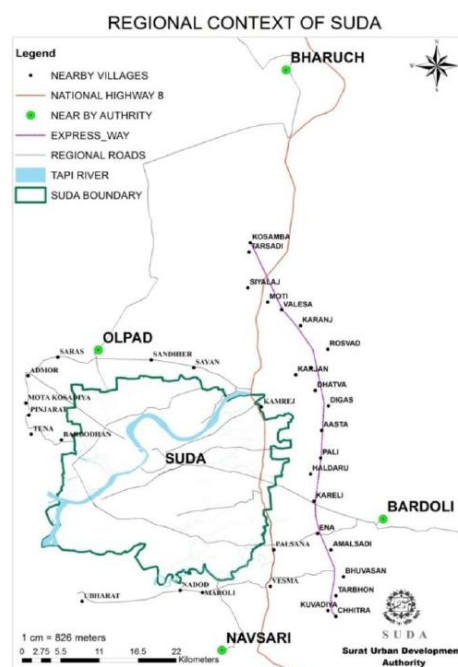 REGIONAL CONTEXT OF SUDA
Legend
NEARBY VILLAGES
NATIONAL HIGHWAY 8
NEAR BY AUTHRITY
EXPRESS_WAY
REGIONAL ROADS
TAPI RIVER
SUDA BOUNDARY
BHARUCH
N
KOSAMBA
TARSADI
SIYALAJ
MOTI
VALESA
KARANJ
OLPAD
ROSVAD
SARAS
SANDHIER
SAYAN
ADMOR
KARJAN
DHATVA
MOTA KOSADIYA
PINJARAT
KAMREJ
DIGAS
TENA
BARBODHAN
AASTA
SUDA
PALI
HALDARU
KARELI
BARDOLI
ENA
PALSANA
AMALSADI
BHUVASAN
NADOD
VESMA
UBHARAT
MAROLI
TARBHON
KUVADIYA
CHHITRA
NAVSARI
1 cm = 826 meters
0 2.75 5.5 11 16.5 22
Kilometers
SUDA
Surat Urban Development
Authority